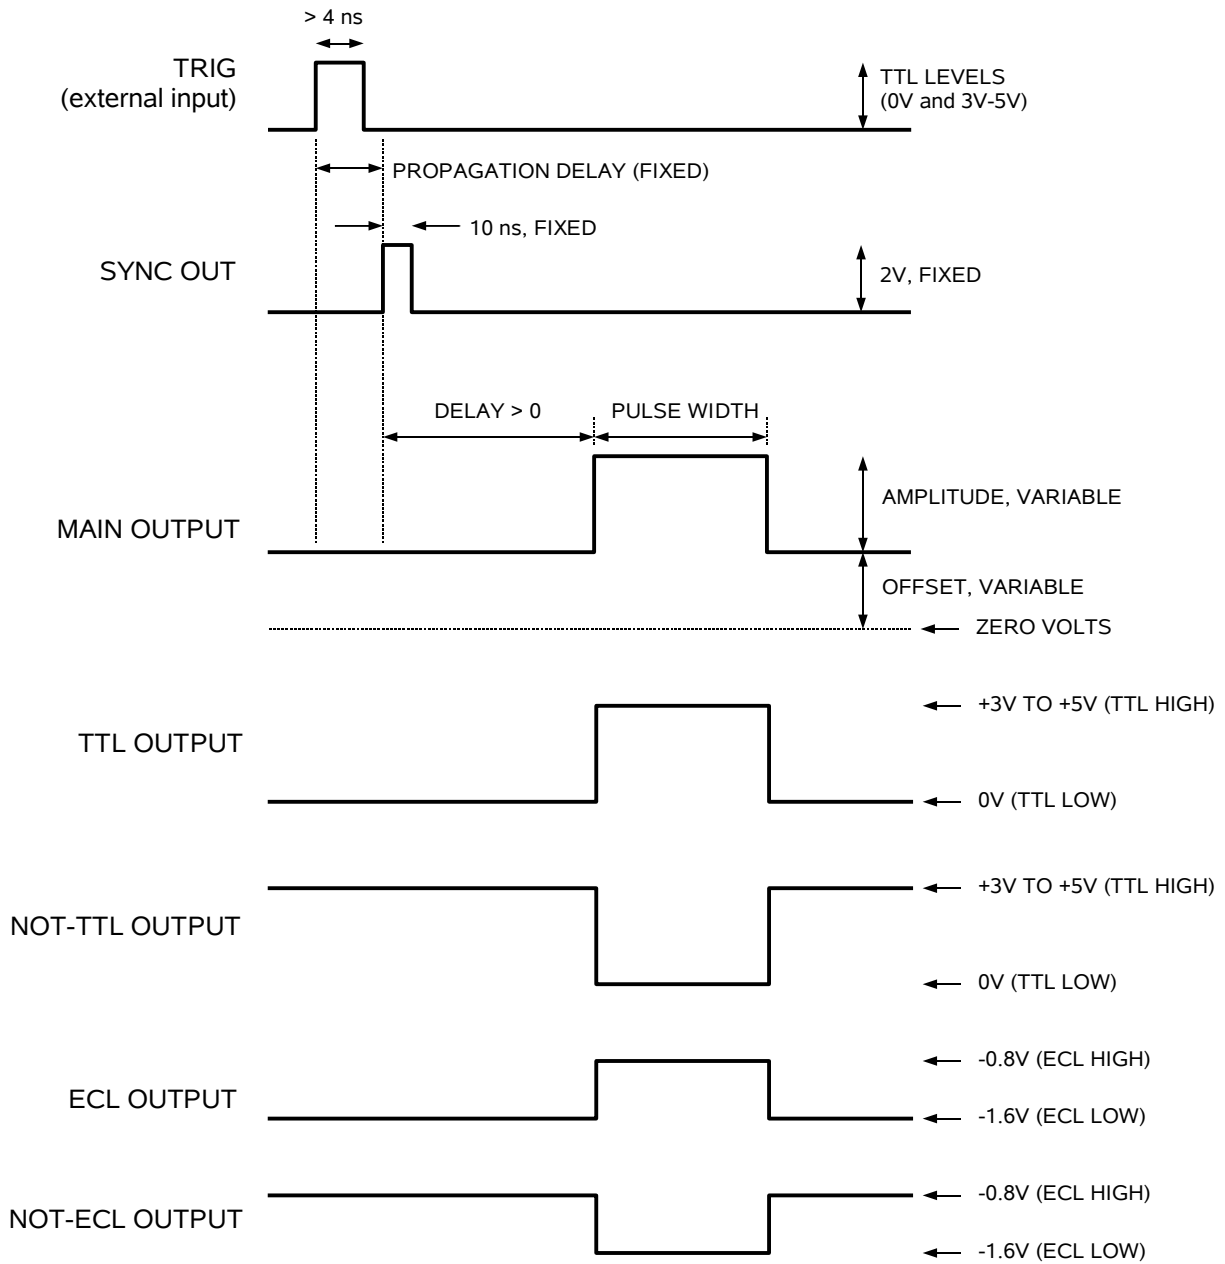 > 4 ns
TRIG
(external input)
TTL LEVELS
(0V and 3V-5V)
PROPAGATION DELAY (FIXED)
10 ns, FIXED
SYNC OUT
2V, FIXED
DELAY > 0
PULSE WIDTH
AMPLITUDE, VARIABLE
MAIN OUTPUT
OFFSET, VARIABLE
ZERO VOLTS
+3V TO +5V (TTL HIGH)
TTL OUTPUT
0V (TTL LOW)
+3V TO +5V (TTL HIGH)
NOT-TTL OUTPUT
0V (TTL LOW)
-0.8V (ECL HIGH)
ECL OUTPUT
-1.6V (ECL LOW)
-0.8V (ECL HIGH)
NOT-ECL OUTPUT
-1.6V (ECL LOW)